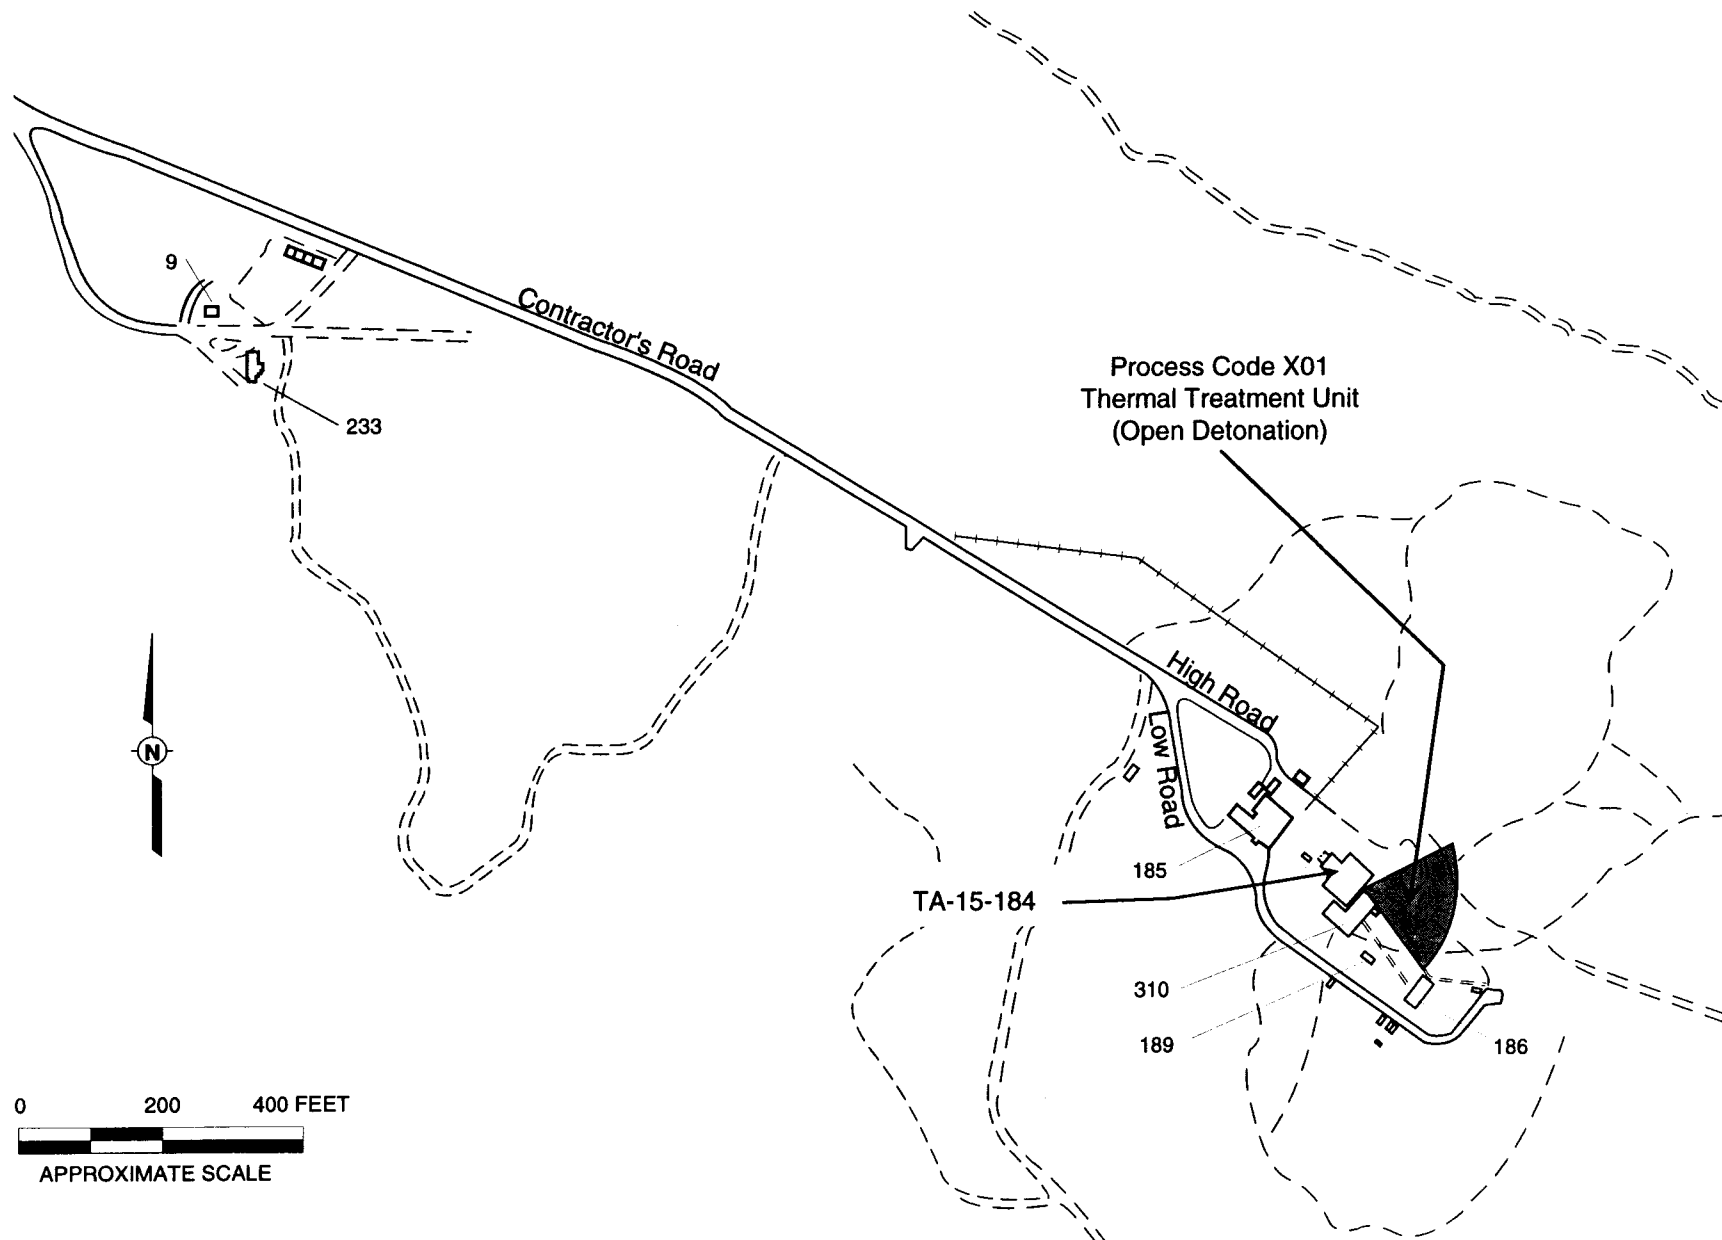 9
Contractor's Road
233
Process Code X01
Thermal Treatment Unit
(Open Detonation)
High Road
Low Road
N
185
TA-15-184
310
189
186
0 200 400 FEET
APPROXIMATE SCALE